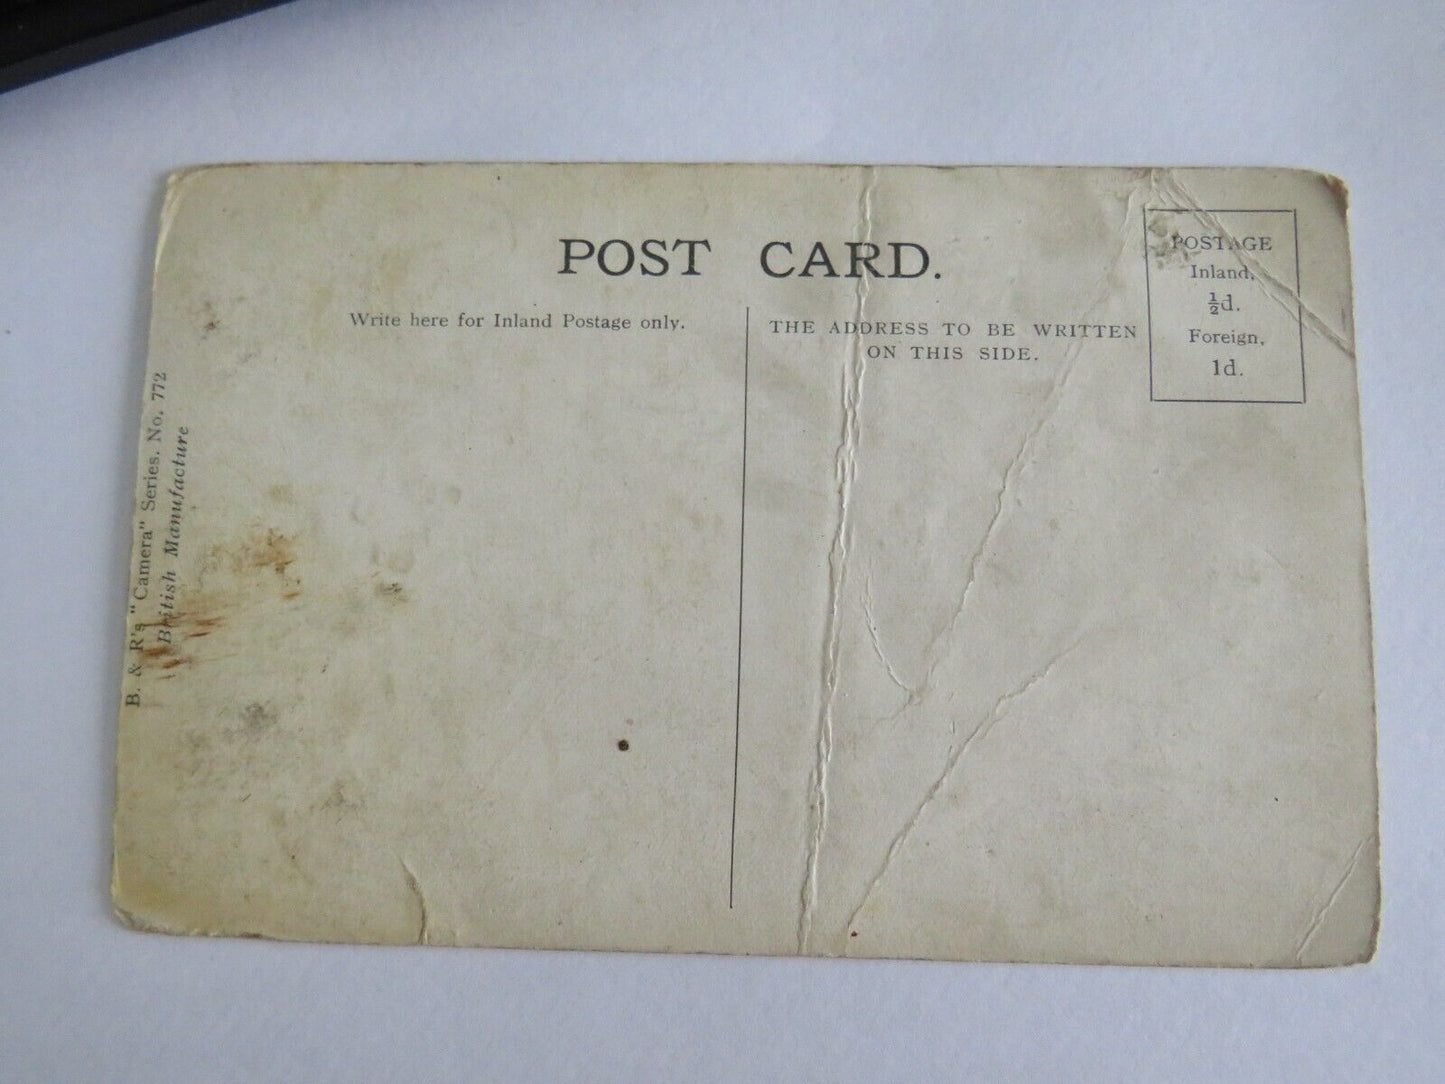 POST CARD.
Write here for Inland Postage only.
THE ADDRESS TO BE WRITTEN
ON THIS SIDE.
POSTAGE
Inland,
½d.
Foreign,
1d.
B. & R's "Camera" Series. No. 772
British Manufacture